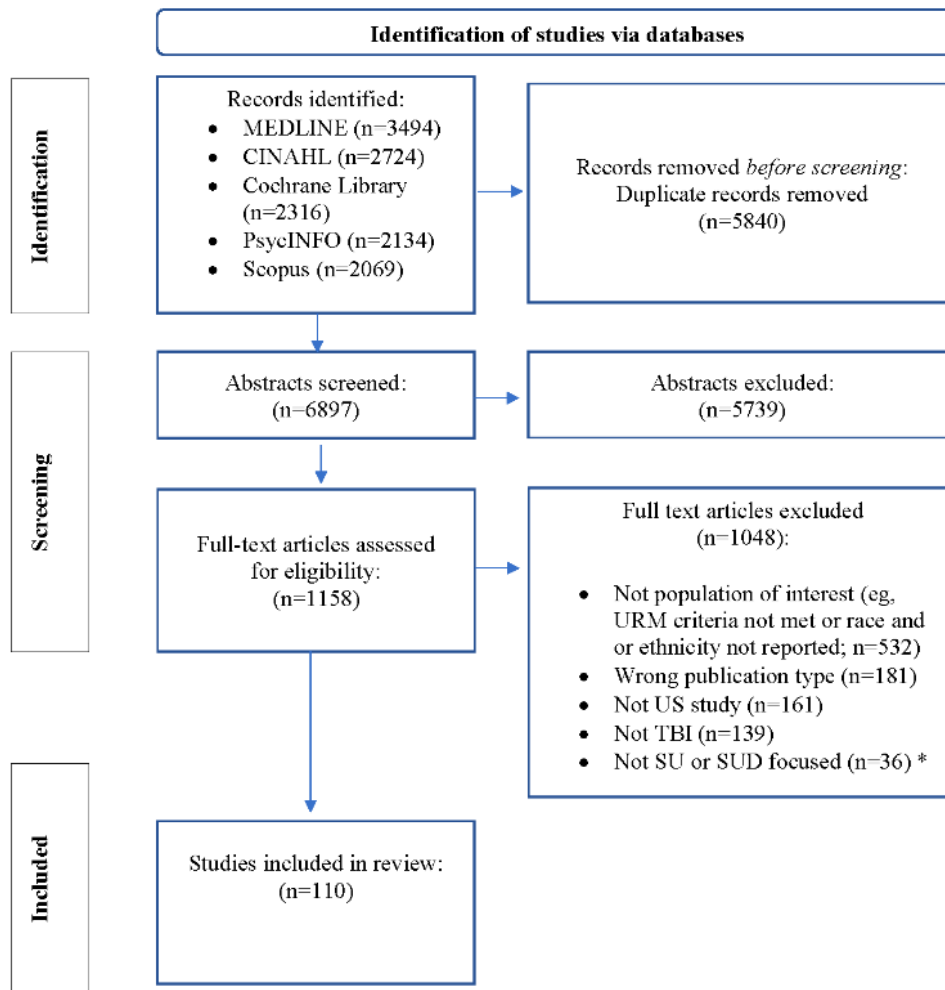 Identification of studies via databases
Identification
Records identified:
• MEDLINE (n=3494)
• CINAHL (n=2724)
• Cochrane Library
(n=2316)
• PsycINFO (n=2134)
• Scopus (n=2069)
Records removed before screening:
Duplicate records removed
(n=5840)
Screening
Abstracts screened:
(n=6897)
Abstracts excluded:
(n=5739)
Full-text articles assessed
for eligibility:
(n=1158)
Full text articles excluded
(n=1048):
• Not population of interest (eg,
URM criteria not met or race and
or ethnicity not reported; n=532)
• Wrong publication type (n=181)
• Not US study (n=161)
• Not TBI (n=139)
• Not SU or SUD focused (n=36) *
Included
Studies included in review:
(n=110)